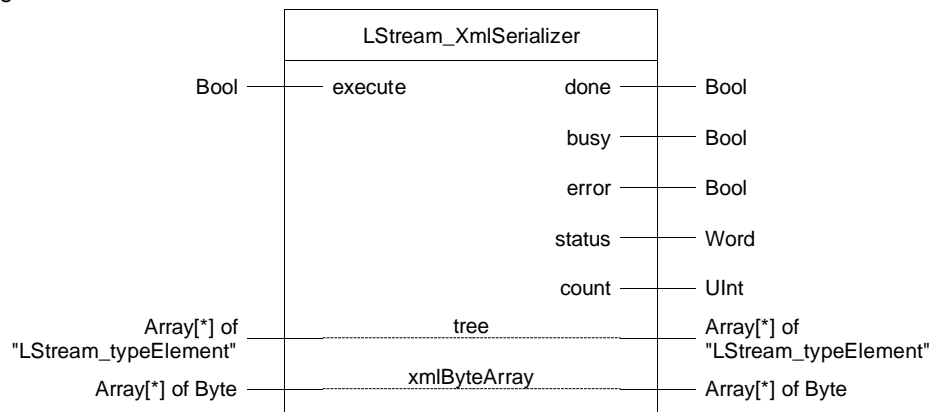 LStream_XmlSerializer
Bool execute done Bool
busy Bool
error Bool
status Word
count UInt
Array[*] of
"LStream_typeElement"
tree
Array[*] of
"LStream_typeElement"
Array[*] of Byte xmlByteArray Array[*] of Byte